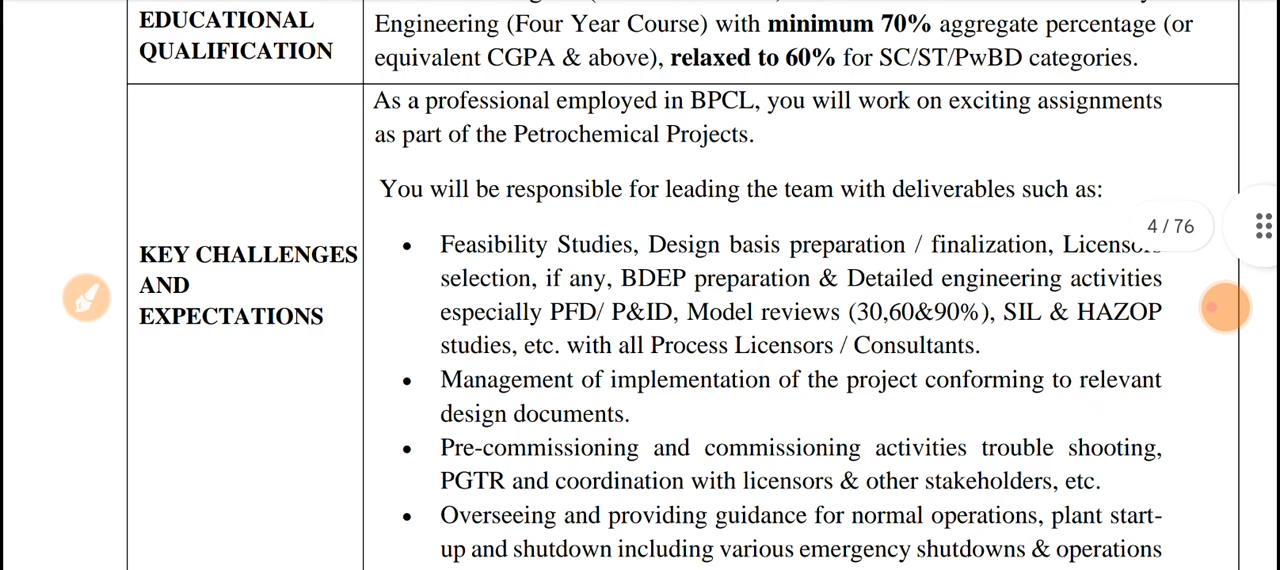 EDUCATIONAL
QUALIFICATION
Engineering (Four Year Course) with minimum 70% aggregate percentage (or
equivalent CGPA & above), relaxed to 60% for SC/ST/PwBD categories.
KEY CHALLENGES
AND
EXPECTATIONS
As a professional employed in BPCL, you will work on exciting assignments
as part of the Petrochemical Projects.
You will be responsible for leading the team with deliverables such as:
• Feasibility Studies, Design basis preparation / finalization, Licensors
selection, if any, BDEP preparation & Detailed engineering activities
especially PFD/ P&ID, Model reviews (30,60&90%), SIL & HAZOP
studies, etc. with all Process Licensors / Consultants.
• Management of implementation of the project conforming to relevant
design documents.
• Pre-commissioning and commissioning activities trouble shooting,
PGTR and coordination with licensors & other stakeholders, etc.
• Overseeing and providing guidance for normal operations, plant start-
up and shutdown including various emergency shutdowns & operations
4 / 76